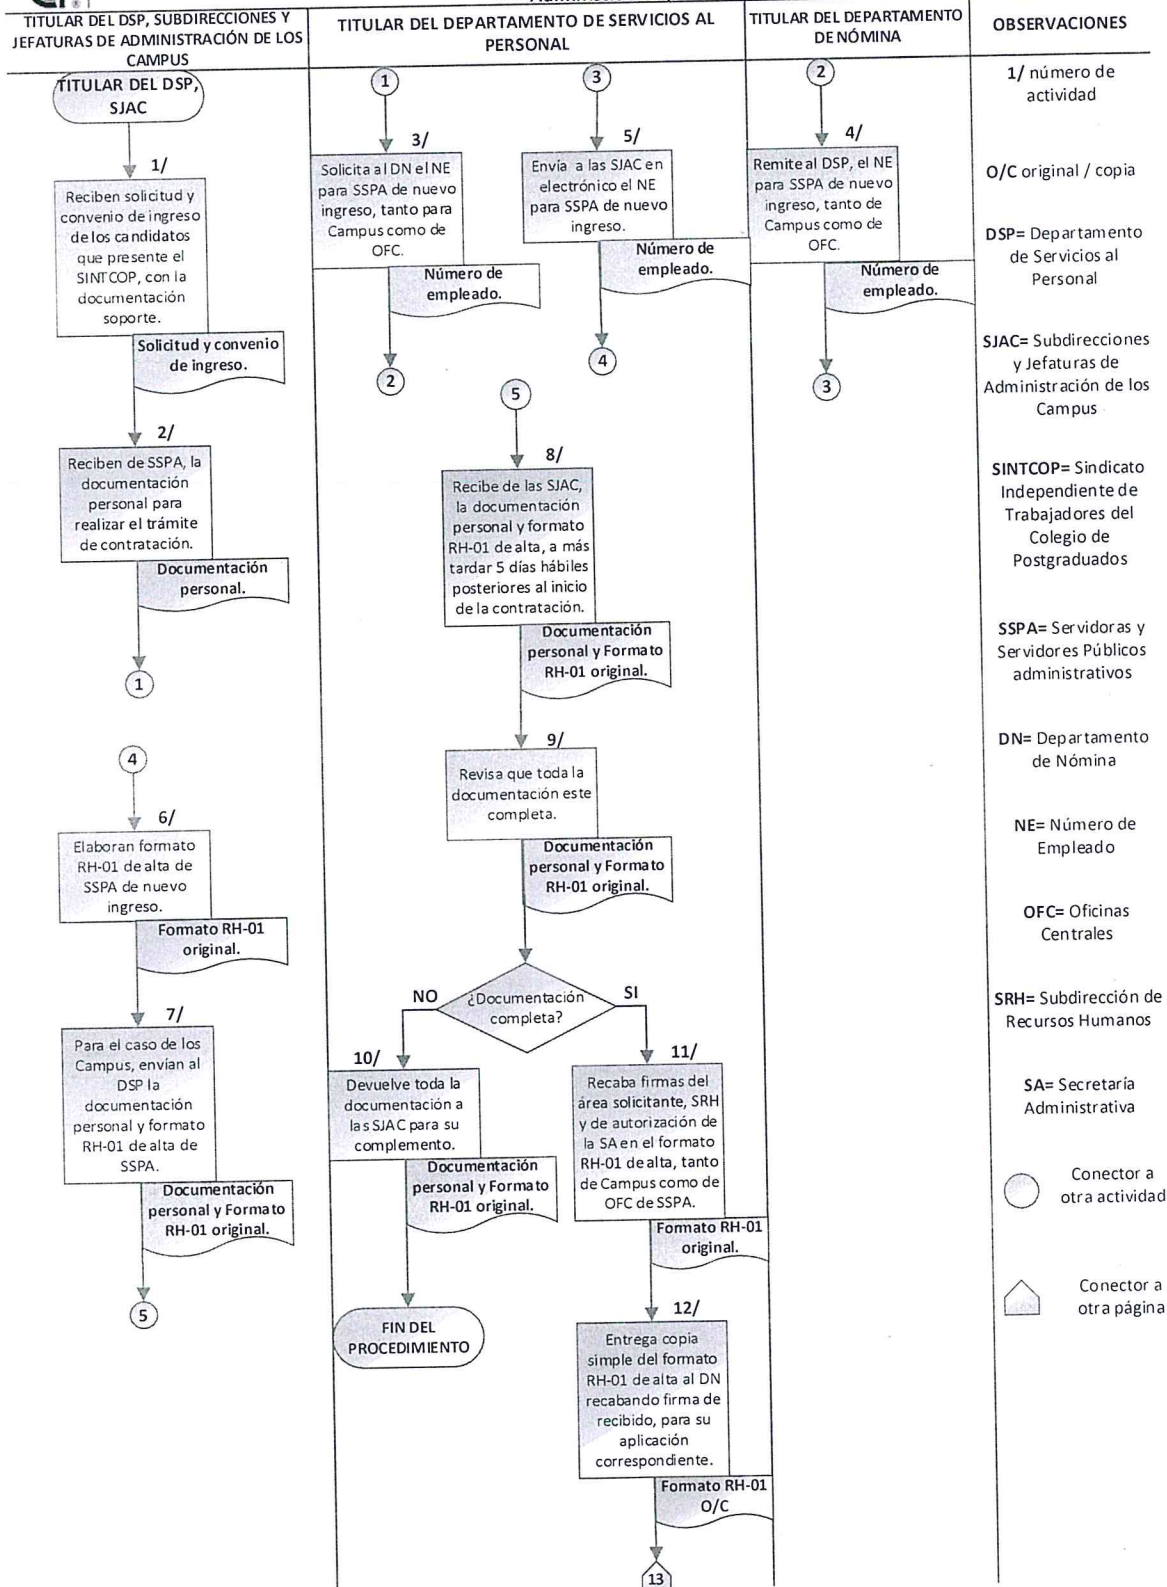 TITULAR DEL DSP, SUBDIRECCIONES Y
JEFATURAS DE ADMINISTRACIÓN DE LOS
CAMPUS
TITULAR DEL DEPARTAMENTO DE SERVICIOS AL
PERSONAL
TITULAR DEL DEPARTAMENTO
DE NÓMINA
OBSERVACIONES
TITULAR DEL DSP,
SJAC
1/
Reciben solicitud y
convenio de ingreso
de los candidatos
que presente el
SINTCOP, con la
documentación
soporte.
Solicitud y convenio
de ingreso.
2/
Reciben de SSPA, la
documentación
personal para
realizar el trámite
de contratación.
Documentación
personal.
1
4
6/
Elaboran formato
RH-01 de alta de
SSPA de nuevo
ingreso.
Formato RH-01
original.
7/
Para el caso de los
Campus, envían al
DSP la
documentación
personal y formato
RH-01 de alta de
SSPA.
Documentación
personal y Formato
RH-01 original.
5
1
3/
Solicita al DN el NE
para SSPA de nuevo
ingreso, tanto para
Campus como de
OFC.
Número de
empleado.
2
3
5/
Envía a las SJAC en
electrónico el NE
para SSPA de nuevo
ingreso.
Número de
empleado.
4
5
8/
Recibe de las SJAC,
la documentación
personal y formato
RH-01 de alta, a más
tardar 5 días hábiles
posteriores al inicio
de la contratación.
Documentación
personal y Formato
RH-01 original.
9/
Revisa que toda la
documentación este
completa.
Documentación
personal y Formato
RH-01 original.
¿Documentación
completa?
NO
SI
10/
Devuelve toda la
documentación a
las SJAC para su
complemento.
Documentación
personal y Formato
RH-01 original.
FIN DEL
PROCEDIMIENTO
11/
Recaba firmas del
área solicitante, SRH
y de autorización de
la SA en el formato
RH-01 de alta, tanto
de Campus como de
OFC de SSPA.
Formato RH-01
original.
12/
Entrega copia
simple del formato
RH-01 de alta al DN
recabando firma de
recibido, para su
aplicación
correspondiente.
Formato RH-01
O/C
13
2
4/
Remite al DSP, el NE
para SSPA de nuevo
ingreso, tanto de
Campus como de
OFC.
Número de
empleado.
3
1/ número de
actividad
O/C original / copia
DSP= Departamento
de Servicios al
Personal
SJAC= Subdirecciones
y Jefaturas de
Administración de los
Campus
SINTCOP= Sindicato
Independiente de
Trabajadores del
Colegio de
Postgraduados
SSPA= Servidoras y
Servidores Públicos
administrativos
DN= Departamento
de Nómina
NE= Número de
Empleado
OFC= Oficinas
Centrales
SRH= Subdirección de
Recursos Humanos
SA= Secretaría
Administrativa
Conector a
otra actividad
Conector a
otra página